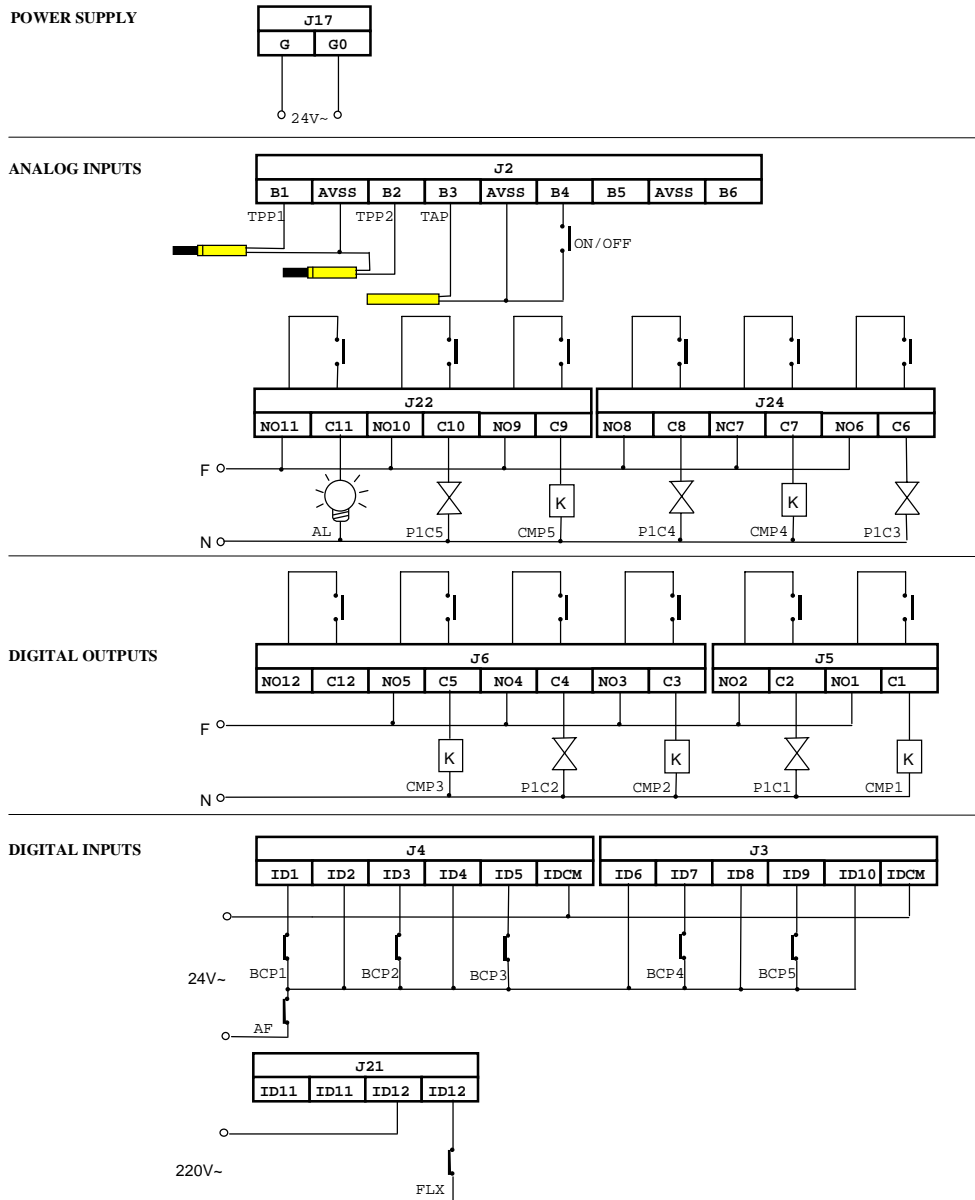 POWER SUPPLY
J17
G G0
24V~
ANALOG INPUTS
J2
B1 AVSS B2 B3 AVSS B4 B5 AVSS B6
TPP1 TPP2 TAP
ON/OFF
J22 J24
NO11 C11 NO10 C10 NO9 C9 NO8 C8 NC7 C7 NO6 C6
F
K K
AL P1C5 CMP5 P1C4 CMP4 P1C3
N
DIGITAL OUTPUTS
J6 J5
NO12 C12 NO5 C5 NO4 C4 NO3 C3 NO2 C2 NO1 C1
F
K K K
CMP3 P1C2 CMP2 P1C1 CMP1
N
DIGITAL INPUTS
J4 J3
ID1 ID2 ID3 ID4 ID5 IDCM ID6 ID7 ID8 ID9 ID10 IDCM
24V~ BCP1 BCP2 BCP3 BCP4 BCP5
AF
J21
ID11 ID11 ID12 ID12
220V~
FLX